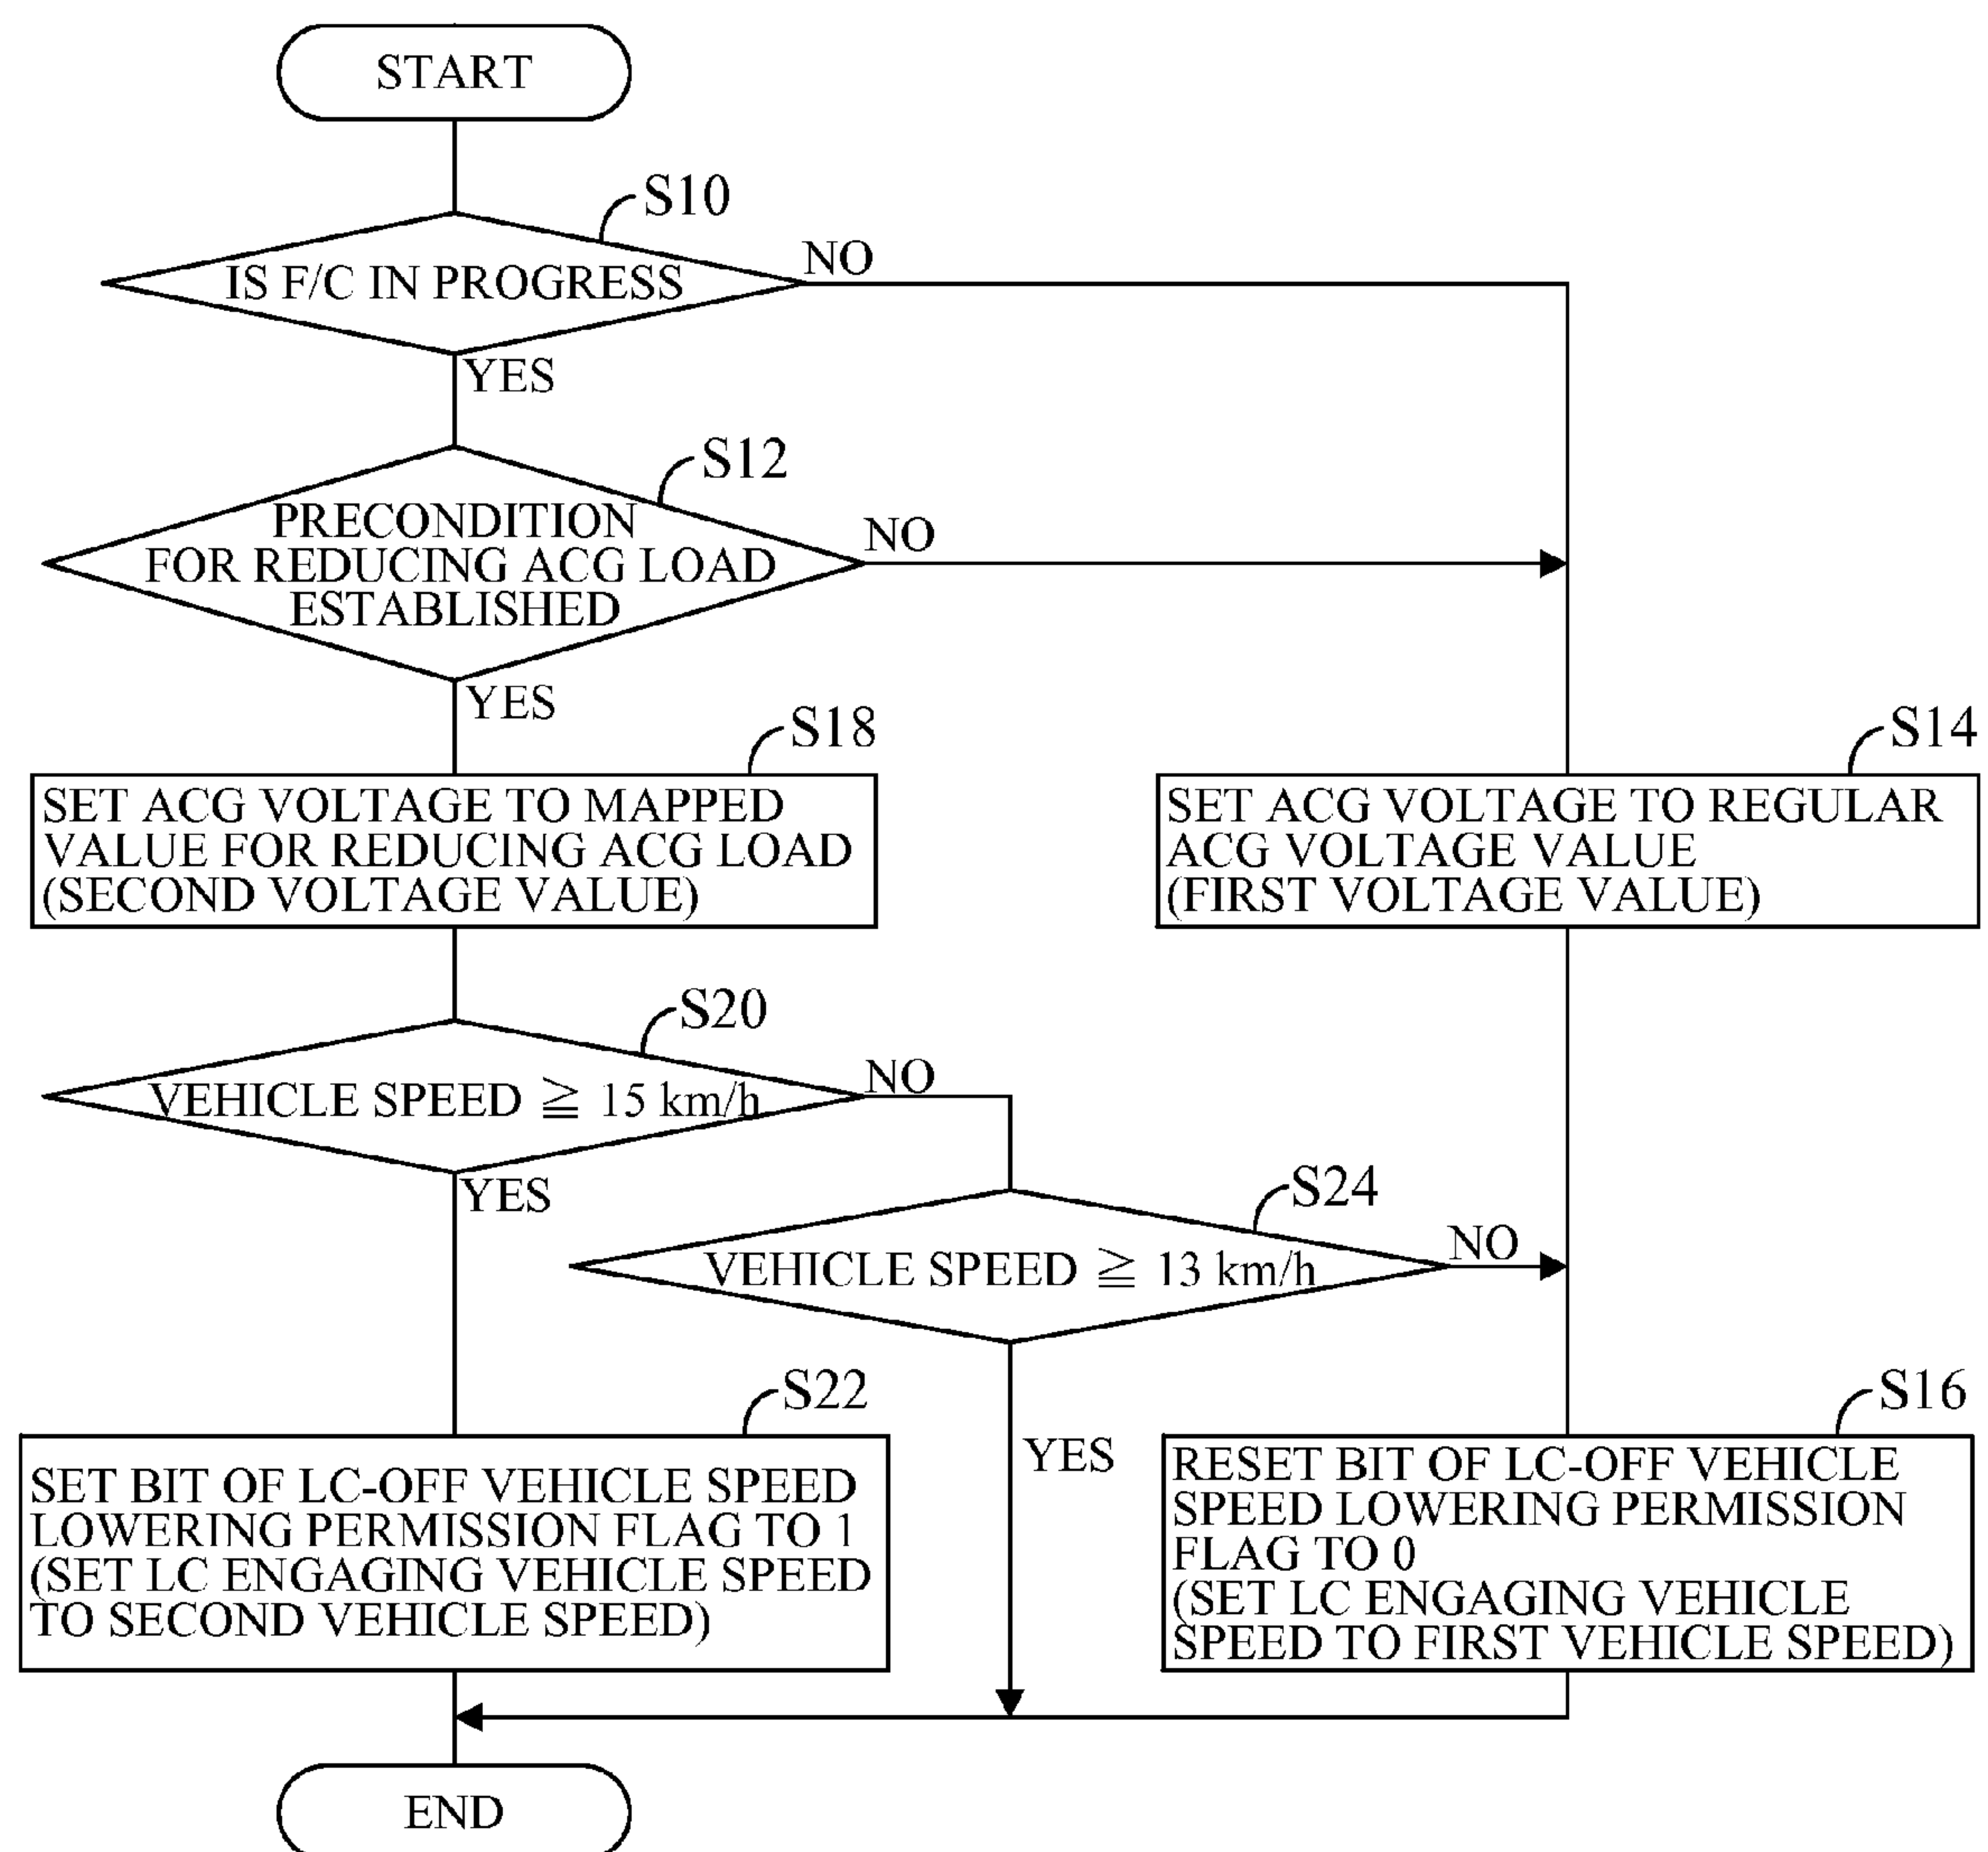 START
S10
IS F/C IN PROGRESS
NO
YES
S12
PRECONDITION
FOR REDUCING ACG LOAD
ESTABLISHED
NO
YES
S18
SET ACG VOLTAGE TO MAPPED
VALUE FOR REDUCING ACG LOAD
(SECOND VOLTAGE VALUE)
S14
SET ACG VOLTAGE TO REGULAR
ACG VOLTAGE VALUE
(FIRST VOLTAGE VALUE)
S20
VEHICLE SPEED ≧ 15 km/h
NO
YES
S24
VEHICLE SPEED ≧ 13 km/h
NO
YES
S22
SET BIT OF LC-OFF VEHICLE SPEED
LOWERING PERMISSION FLAG TO 1
(SET LC ENGAGING VEHICLE SPEED
TO SECOND VEHICLE SPEED)
S16
RESET BIT OF LC-OFF VEHICLE
SPEED LOWERING PERMISSION
FLAG TO 0
(SET LC ENGAGING VEHICLE
SPEED TO FIRST VEHICLE SPEED)
END